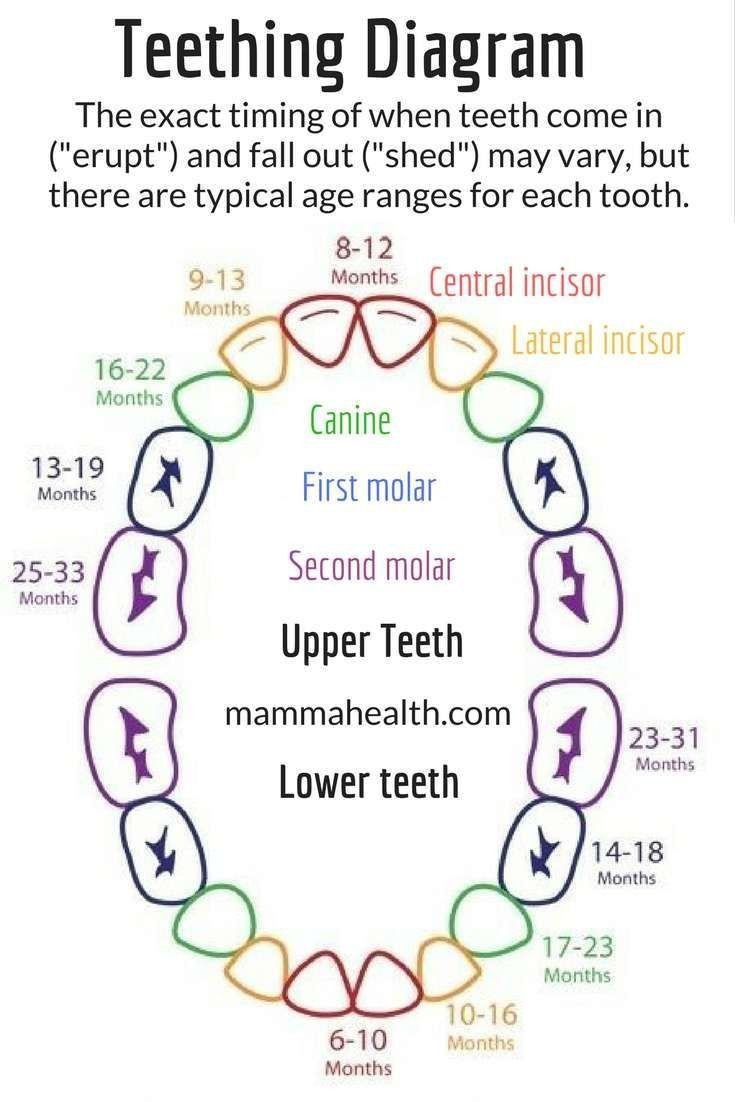 Teething Diagram
The exact timing of when teeth come in
("erupt") and fall out ("shed") may vary, but
there are typical age ranges for each tooth.
8-12
Months
Central incisor
9-13
Months
Lateral incisor
16-22
Months
Canine
13-19
Months
First molar
25-33
Months
Second molar
Upper Teeth
mammahealth.com
Lower teeth
23-31
Months
14-18
Months
17-23
Months
10-16
Months
6-10
Months